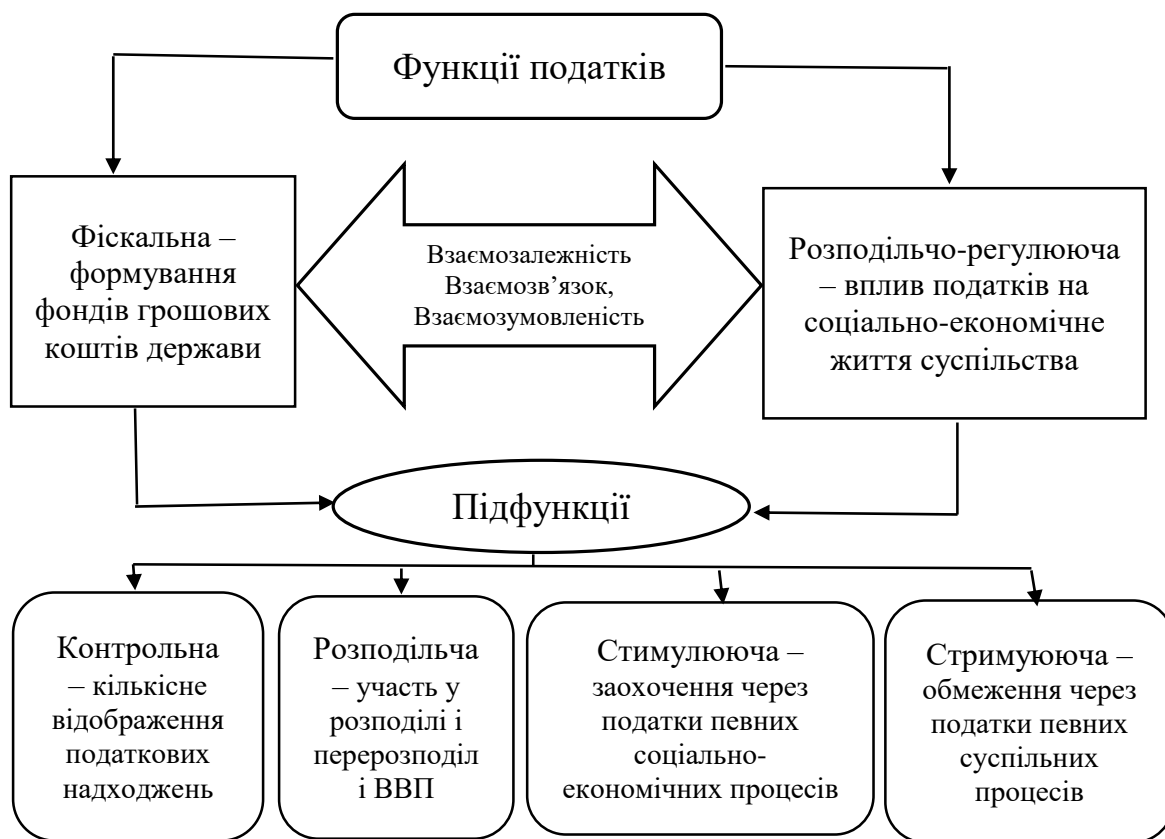 Функції податків
Фіскальна –
формування
фондів грошових
коштів держави
Взаємозалежність
Взаємозв’язок,
Взаємозумовленість
Розподільчо-регулююча
– вплив податків на
соціально-економічне
життя суспільства
Підфункції
Контрольна
– кількісне
відображення
податкових
надходжень
Розподільча
– участь у
розподілі і
перерозподіл
і ВВП
Стимулююча –
заохочення через
податки певних
соціально-
економічних процесів
Стримуююча –
обмеження через
податки певних
суспільних
процесів